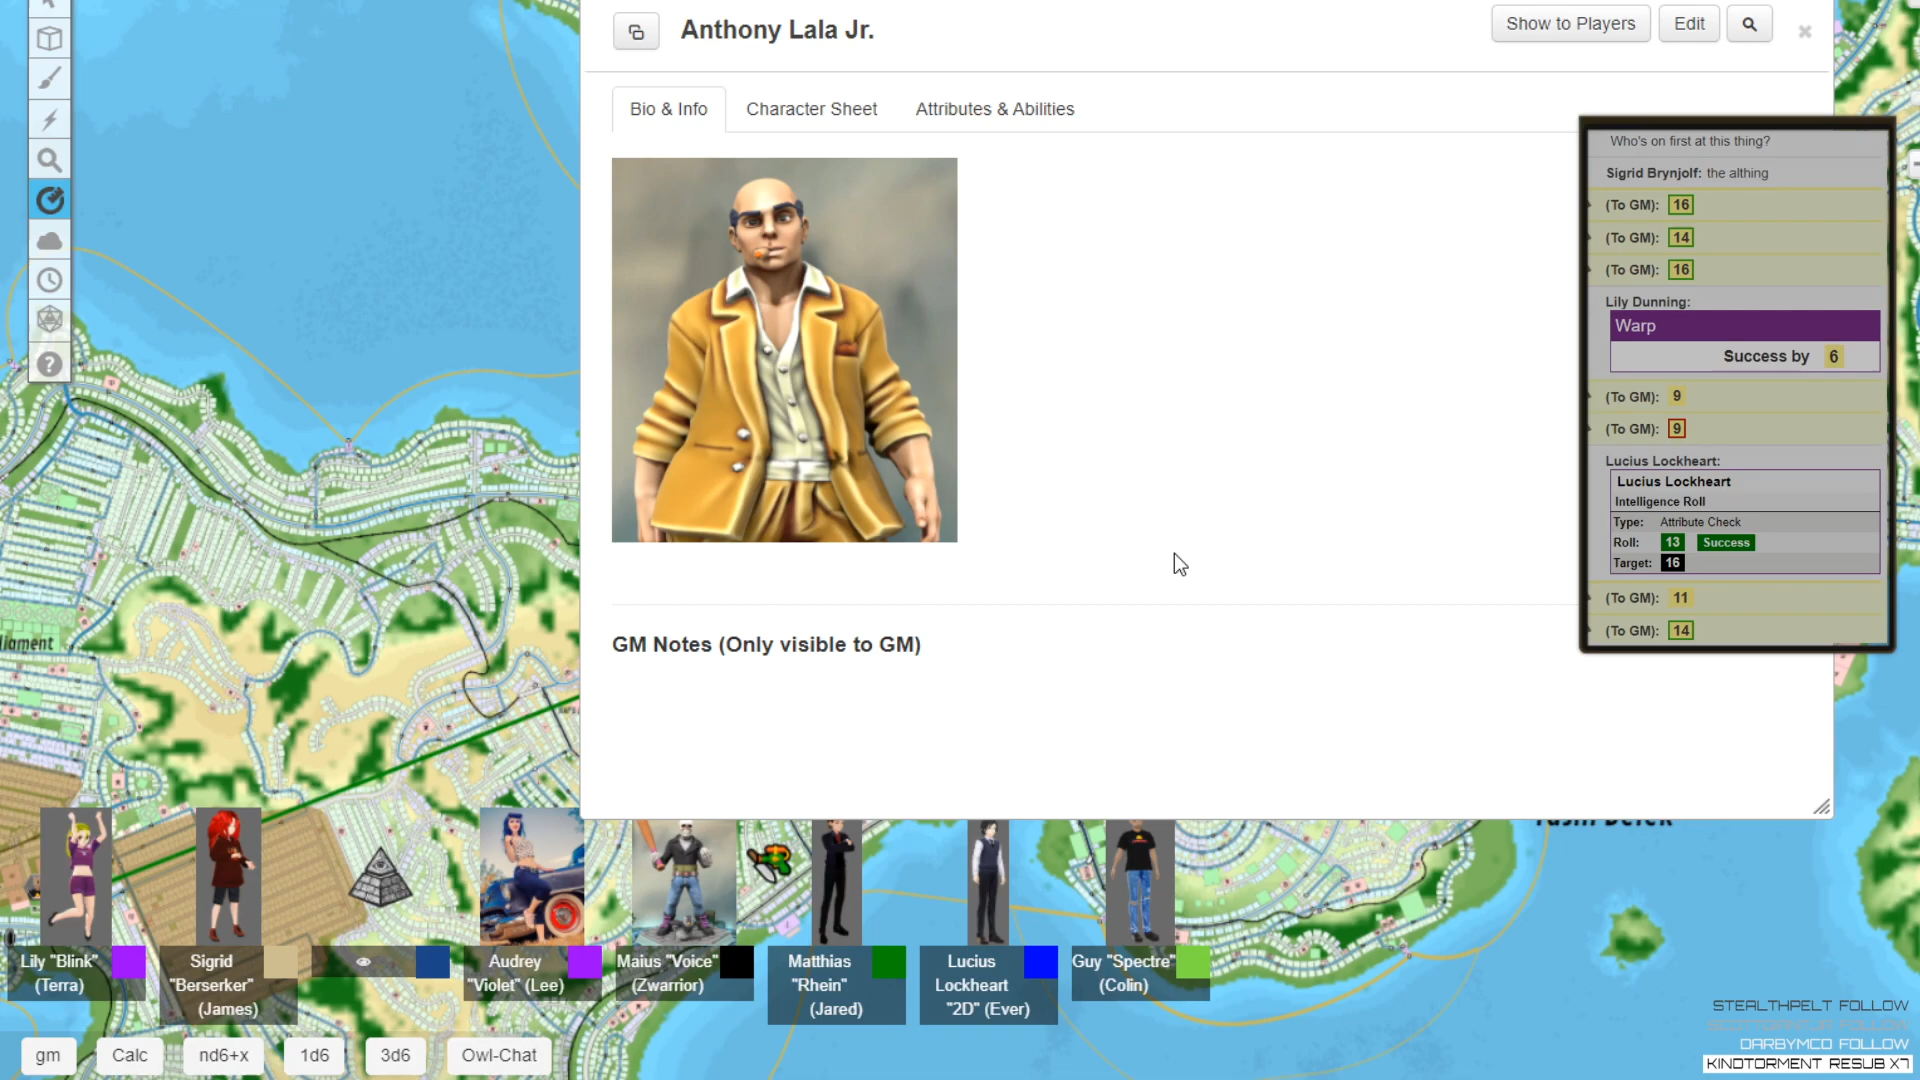 Anthony Lala Jr.
Show to Players
Edit
Bio & Info
Character Sheet
Attributes & Abilities
Who's on first at this thing?
Sigrid Brynjolf: the althing
(To GM): 16
(To GM): 14
(To GM): 16
Lily Dunning:
Warp
Success by 6
(To GM): 9
(To GM): 9
Lucius Lockheart:
Lucius Lockheart
Intelligence Roll
Type: Attribute Check
Roll: 13 Success
Target: 16
(To GM): 11
(To GM): 14
GM Notes (Only visible to GM)
liament
Lily "Blink"
(Terra)
Sigrid
"Berserker"
(James)
Audrey
"Violet" (Lee)
Maius "Voice"
(Zwarrior)
Matthias
"Rhein"
(Jared)
Lucius
Lockheart
"2D" (Ever)
Guy "Spectre"
(Colin)
STEALTHPELT FOLLOW
DARBYMCD FOLLOW
KINDTORMENT RESUB X7
gm
Calc
nd6+x
1d6
3d6
Owl-Chat